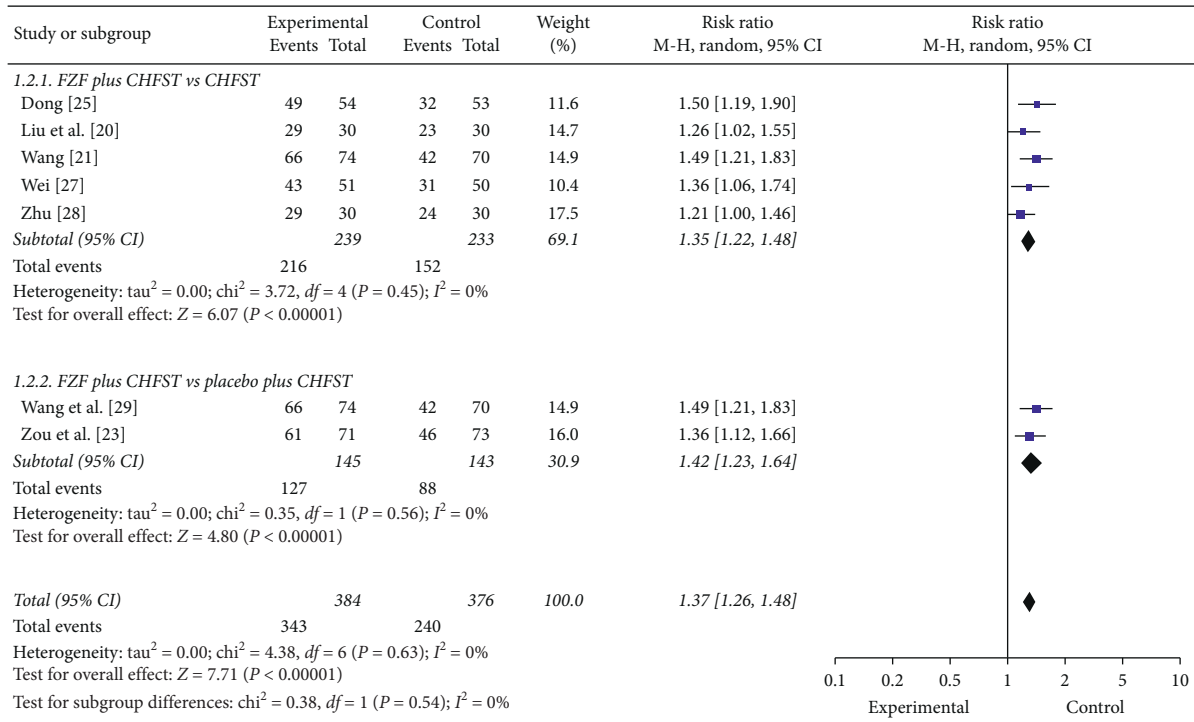 Study or subgroup Experimental Control Weight Risk ratio Risk ratio
Events Total Events Total (%) M-H, random, 95% CI M-H, random, 95% CI
1.2.1. FZF plus CHFST vs CHFST
Dong [25] 49 54 32 53 11.6 1.50 [1.19, 1.90]
Liu et al. [20] 29 30 23 30 14.7 1.26 [1.02, 1.55]
Wang [21] 66 74 42 70 14.9 1.49 [1.21, 1.83]
Wei [27] 43 51 31 50 10.4 1.36 [1.06, 1.74]
Zhu [28] 29 30 24 30 17.5 1.21 [1.00, 1.46]
Subtotal (95% CI) 239 233 69.1 1.35 [1.22, 1.48]
Total events 216 152
Heterogeneity: tau² = 0.00; chi² = 3.72, df = 4 (P = 0.45); I² = 0%
Test for overall effect: Z = 6.07 (P < 0.00001)
1.2.2. FZF plus CHFST vs placebo plus CHFST
Wang et al. [29] 66 74 42 70 14.9 1.49 [1.21, 1.83]
Zou et al. [23] 61 71 46 73 16.0 1.36 [1.12, 1.66]
Subtotal (95% CI) 145 143 30.9 1.42 [1.23, 1.64]
Total events 127 88
Heterogeneity: tau² = 0.00; chi² = 0.35, df = 1 (P = 0.56); I² = 0%
Test for overall effect: Z = 4.80 (P < 0.00001)
Total (95% CI) 384 376 100.0 1.37 [1.26, 1.48]
Total events 343 240
Heterogeneity: tau² = 0.00; chi² = 4.38, df = 6 (P = 0.63); I² = 0%
Test for overall effect: Z = 7.71 (P < 0.00001)
Test for subgroup differences: chi² = 0.38, df = 1 (P = 0.54); I² = 0%
0.1 0.2 0.5 1 2 5 10
Experimental Control